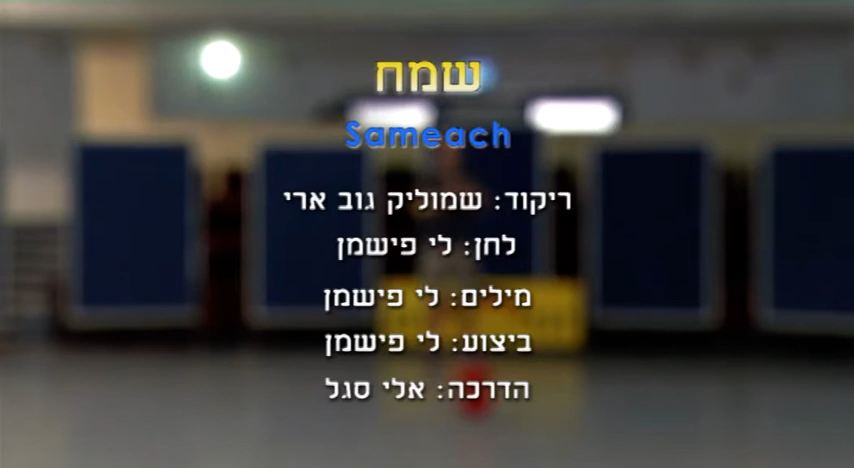 שמח
Sameach
ריקוד: שמוליק גוב ארי
לחן: לי פישמן
מילים: לי פישמן
ביצוע: לי פישמן
הדרכה: אלי סגל